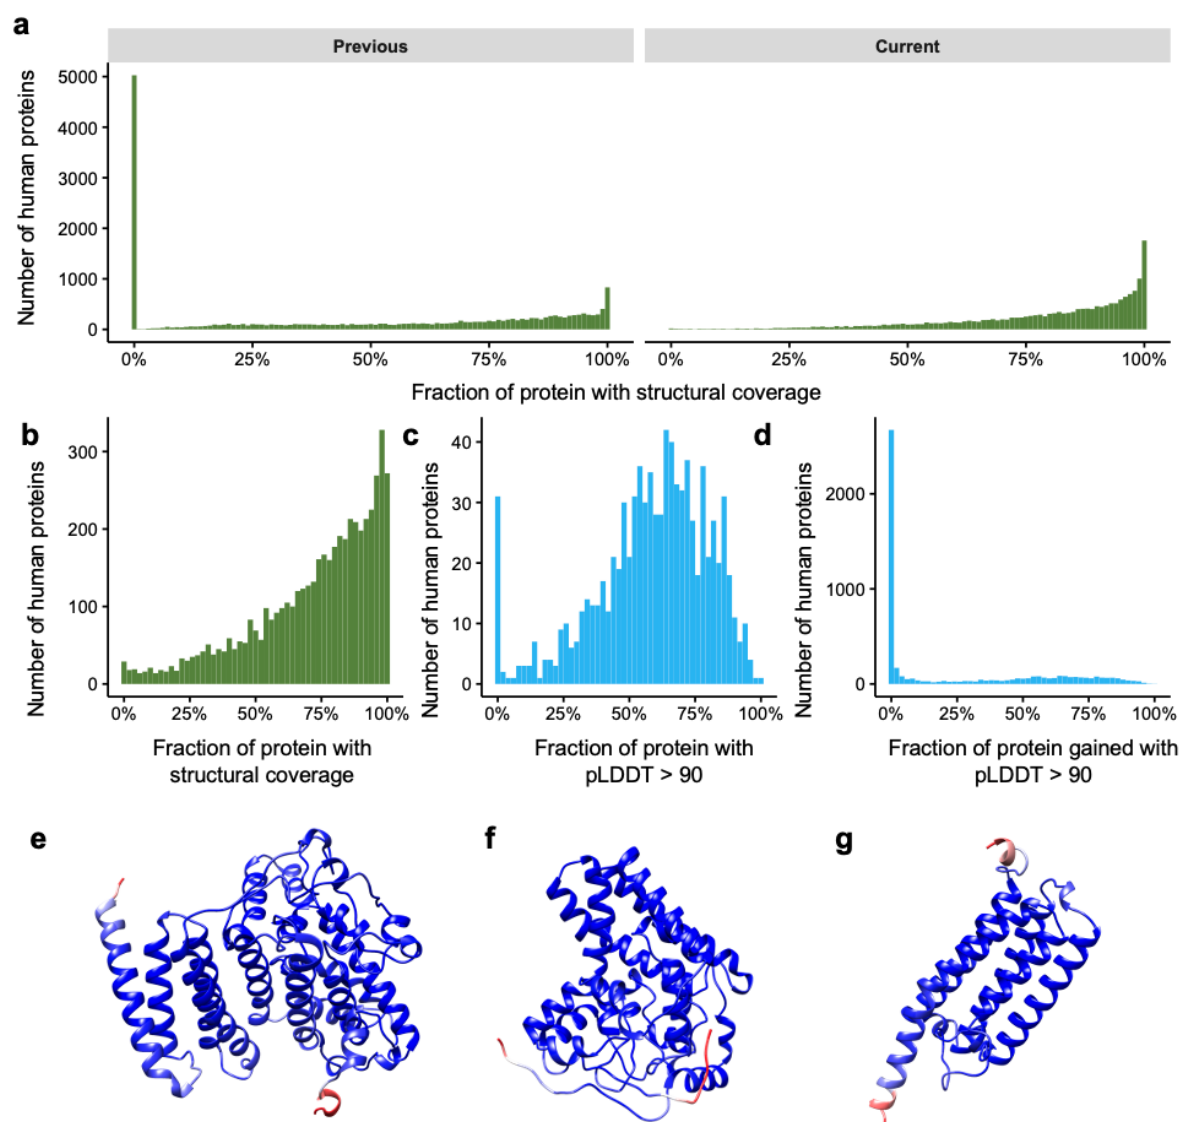 a
Previous
Current
Number of human proteins
5000
4000
3000
2000
1000
0
0%
25%
50%
75%
100%
0%
25%
50%
75%
100%
Fraction of protein with structural coverage
b
Number of human proteins
300
200
100
0
0%
25%
50%
75%
100%
Fraction of protein with
structural coverage
c
Number of human proteins
40
30
20
10
0
0%
25%
50%
75%
100%
Fraction of protein with
pLDDT > 90
d
Number of human proteins
2000
1000
0
0%
25%
50%
75%
100%
Fraction of protein gained with
pLDDT > 90
e
f
g